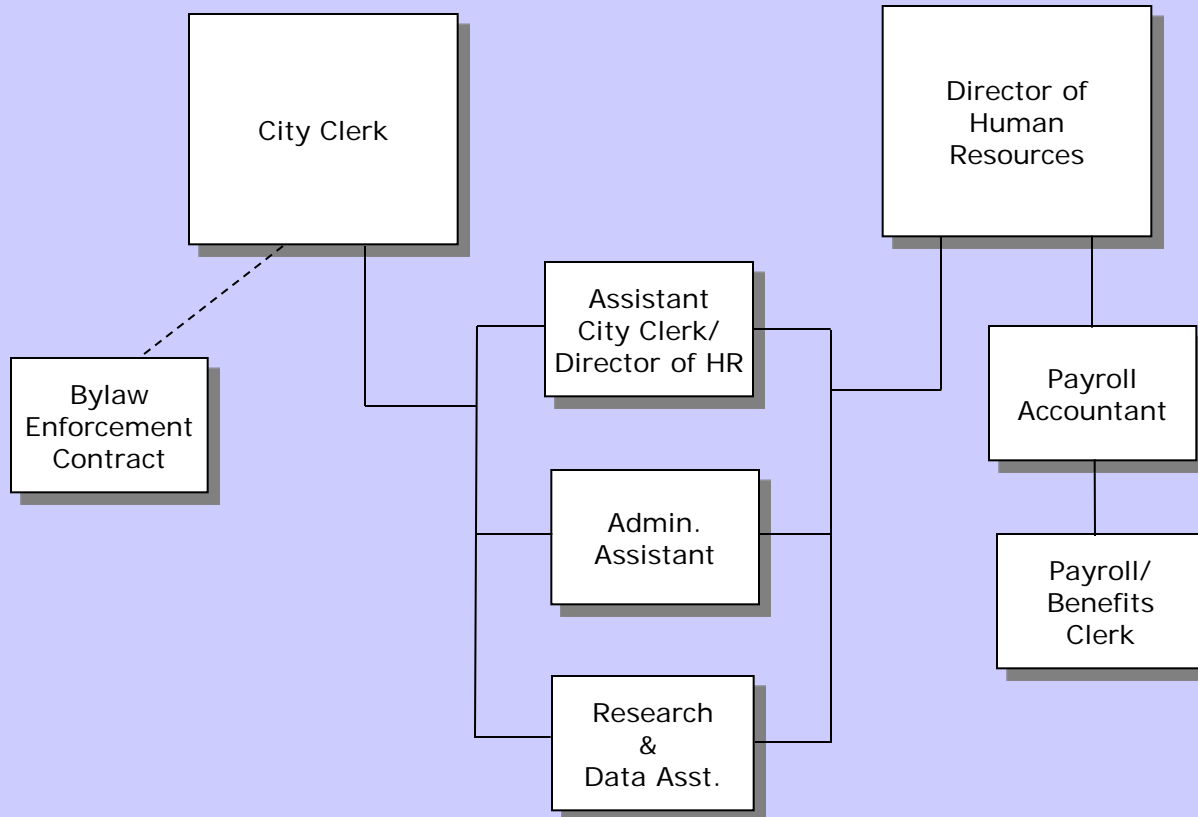 City Clerk
Director of
Human
Resources
Assistant
City Clerk/
Director of HR
Bylaw
Enforcement
Contract
Payroll
Accountant
Admin.
Assistant
Payroll/
Benefits
Clerk
Research
&
Data Asst.